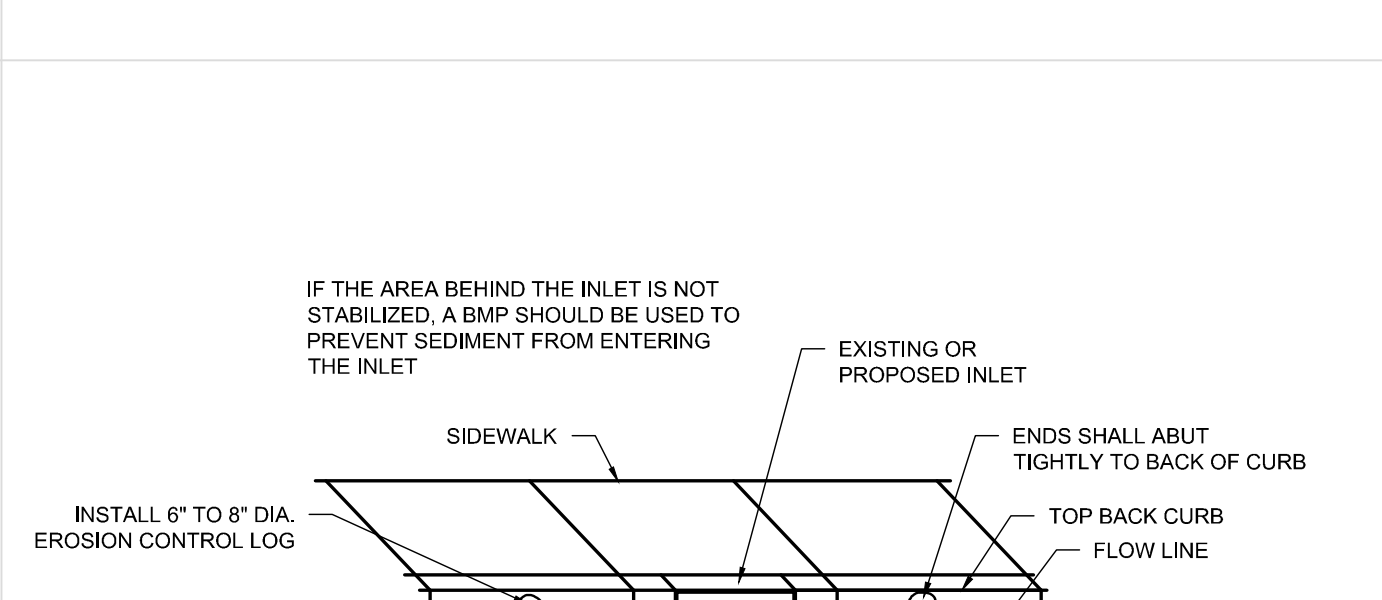 IF THE AREA BEHIND THE INLET IS NOT
STABILIZED, A BMP SHOULD BE USED TO
PREVENT SEDIMENT FROM ENTERING
THE INLET
EXISTING OR
PROPOSED INLET
SIDEWALK
ENDS SHALL ABUT
TIGHTLY TO BACK OF CURB
INSTALL 6" TO 8" DIA.
EROSION CONTROL LOG
TOP BACK CURB
FLOW LINE